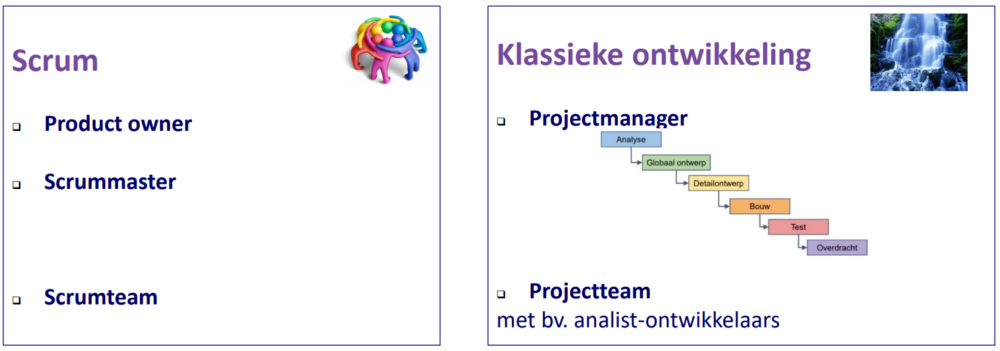 Scrum
Product owner
Scrummaster
Scrumteam
Klassieke ontwikkeling
Projectmanager
Analyse
Globaal ontwerp
Detailontwerp
Bouw
Test
Overdracht
Projectteam
met bv. analist-ontwikkelaars